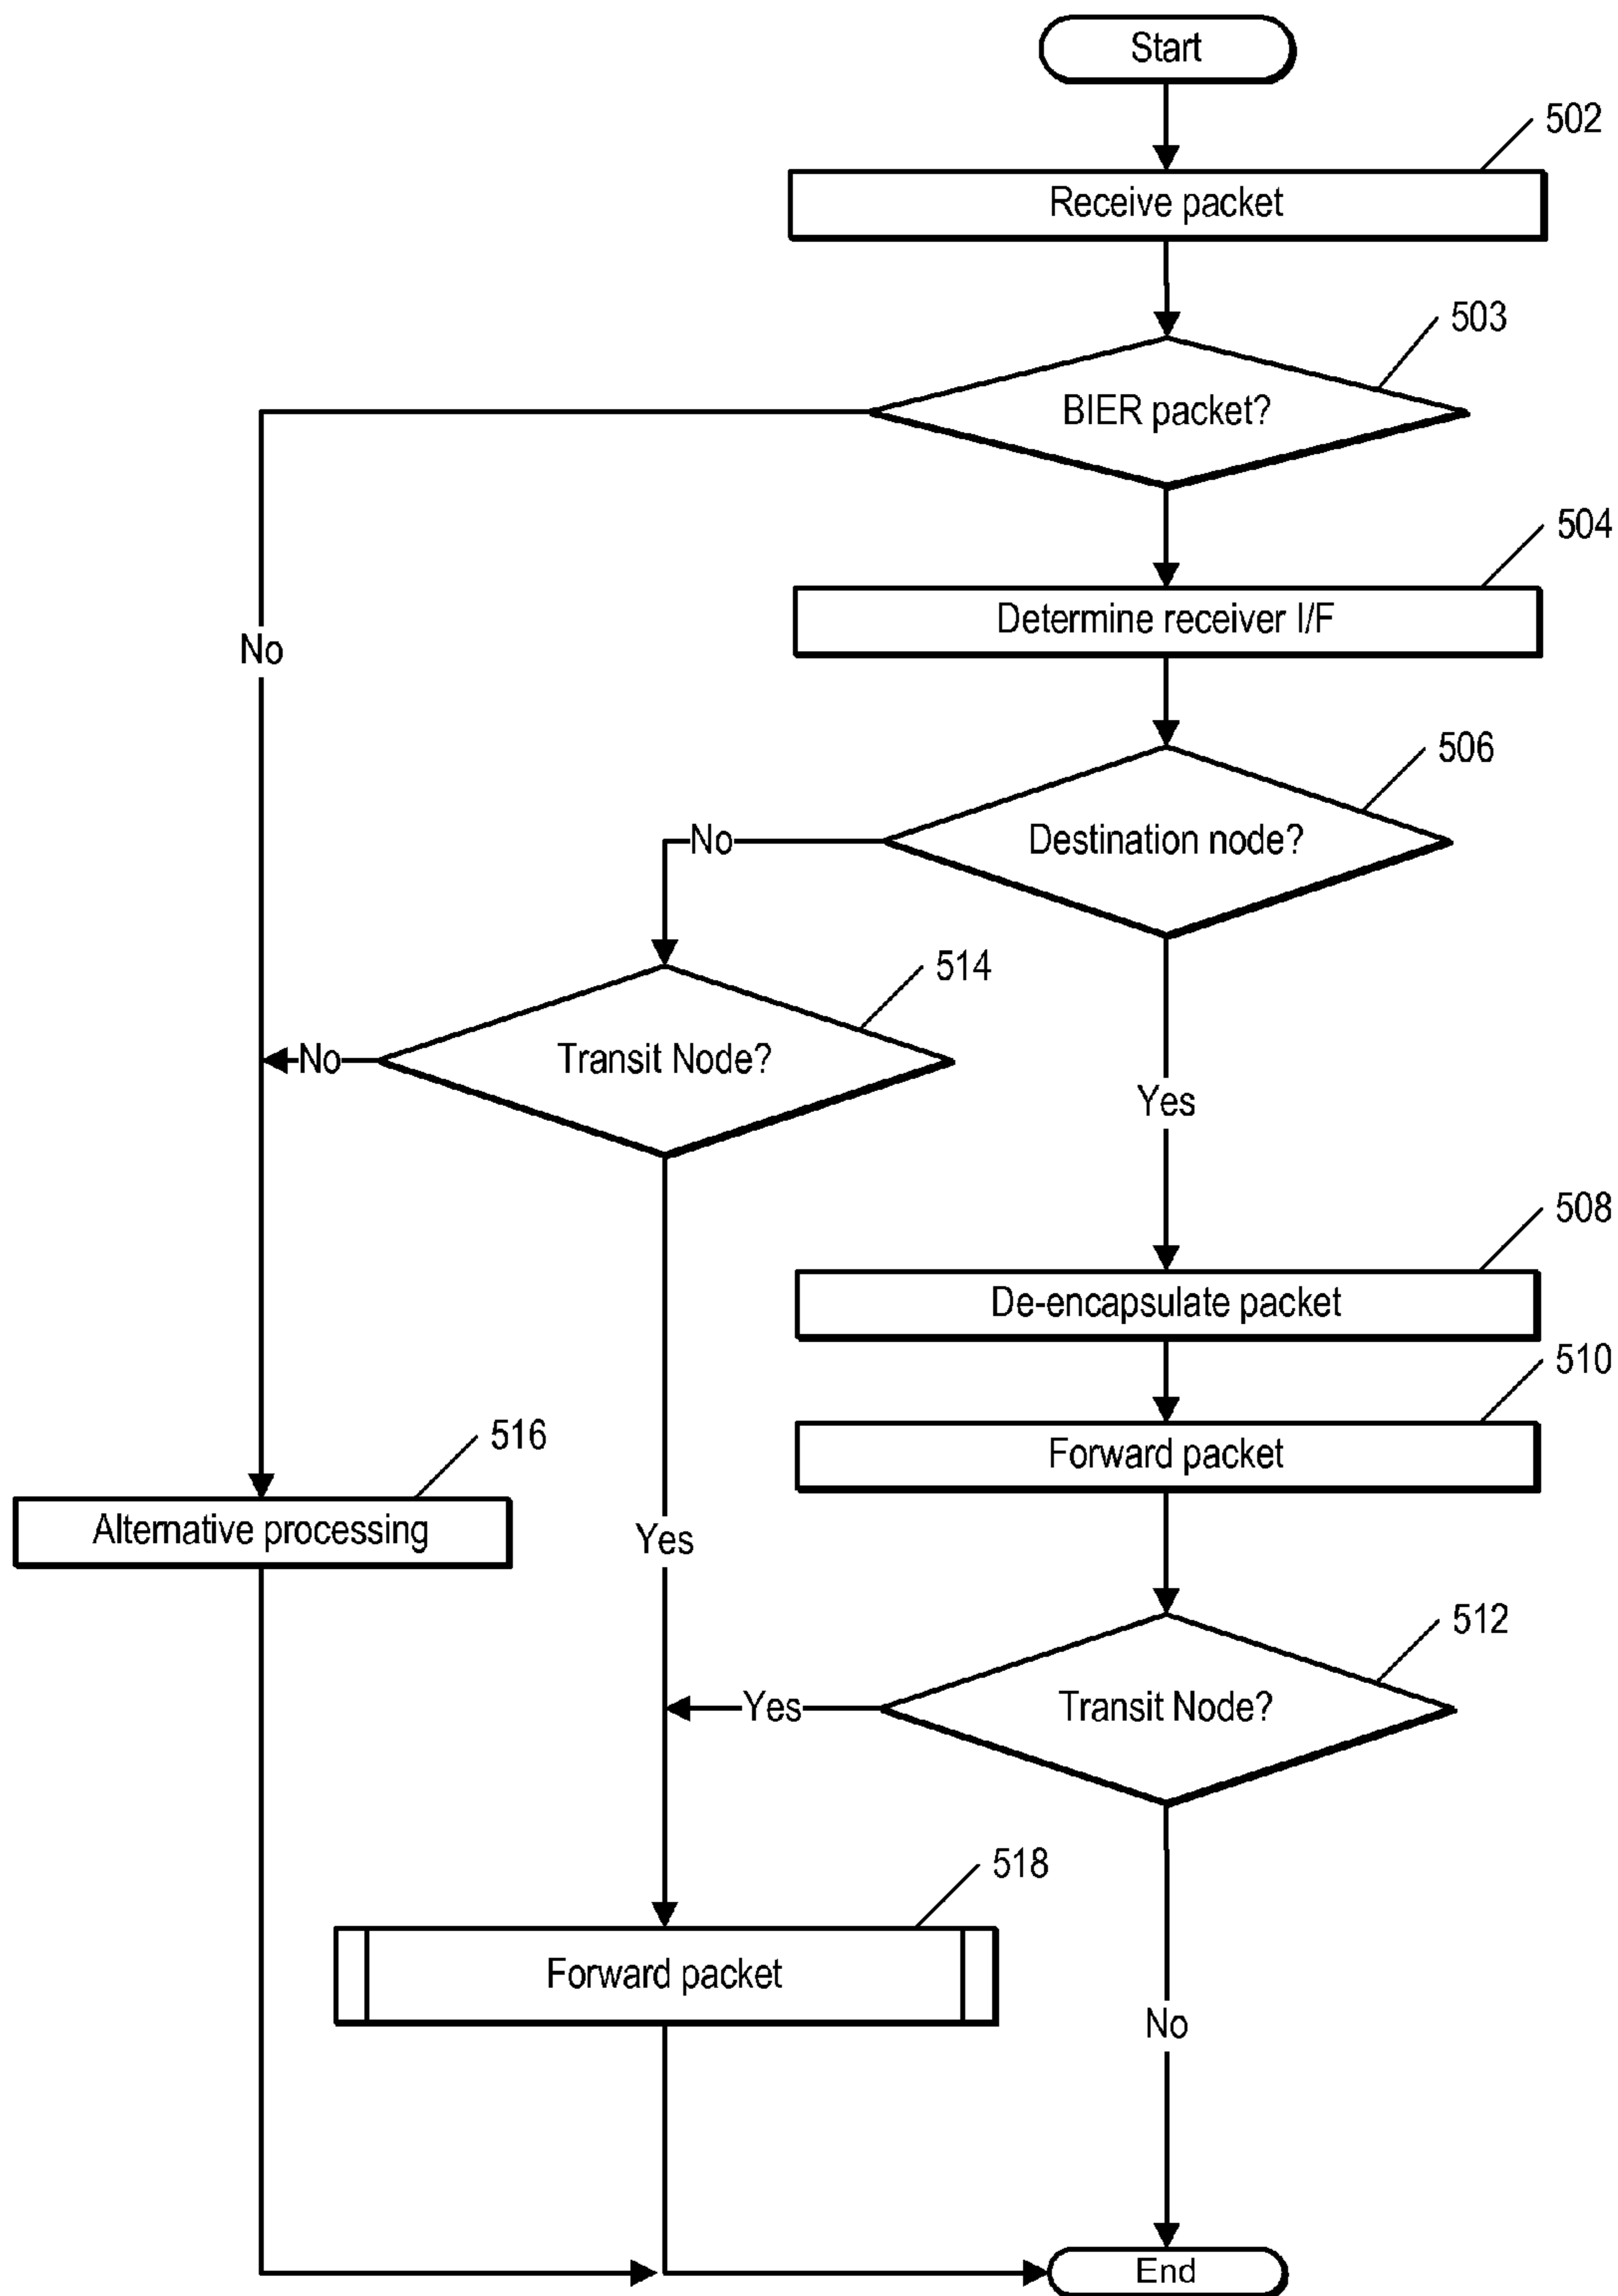 Start
502
Receive packet
503
BIER packet?
504
Determine receiver I/F
No
506
Destination node?
No
514
Transit Node?
No
Yes
508
De-encapsulate packet
510
Forward packet
516
Alternative processing
Yes
512
Transit Node?
Yes
518
Forward packet
No
End